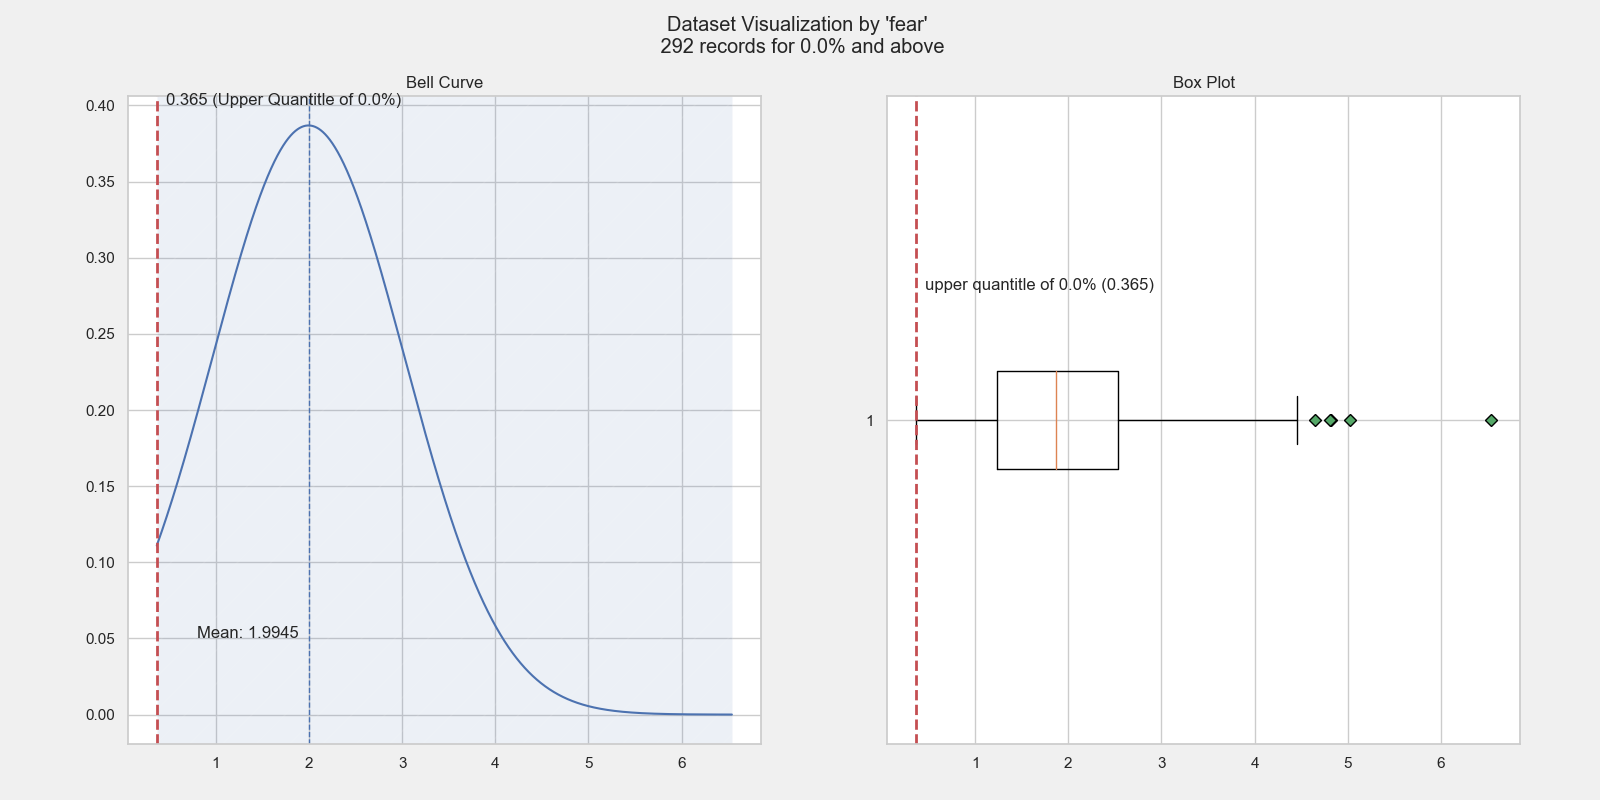 Dataset Visualization by 'fear'
292 records for 0.0% and above
Bell Curve
0.365 (Upper Quantitle of 0.0%)
0.40
0.35
0.30
0.25
0.20
0.15
0.10
0.05
0.00
Mean: 1.9945
1 2 3 4 5 6
Box Plot
upper quantitle of 0.0% (0.365)
1
1 2 3 4 5 6